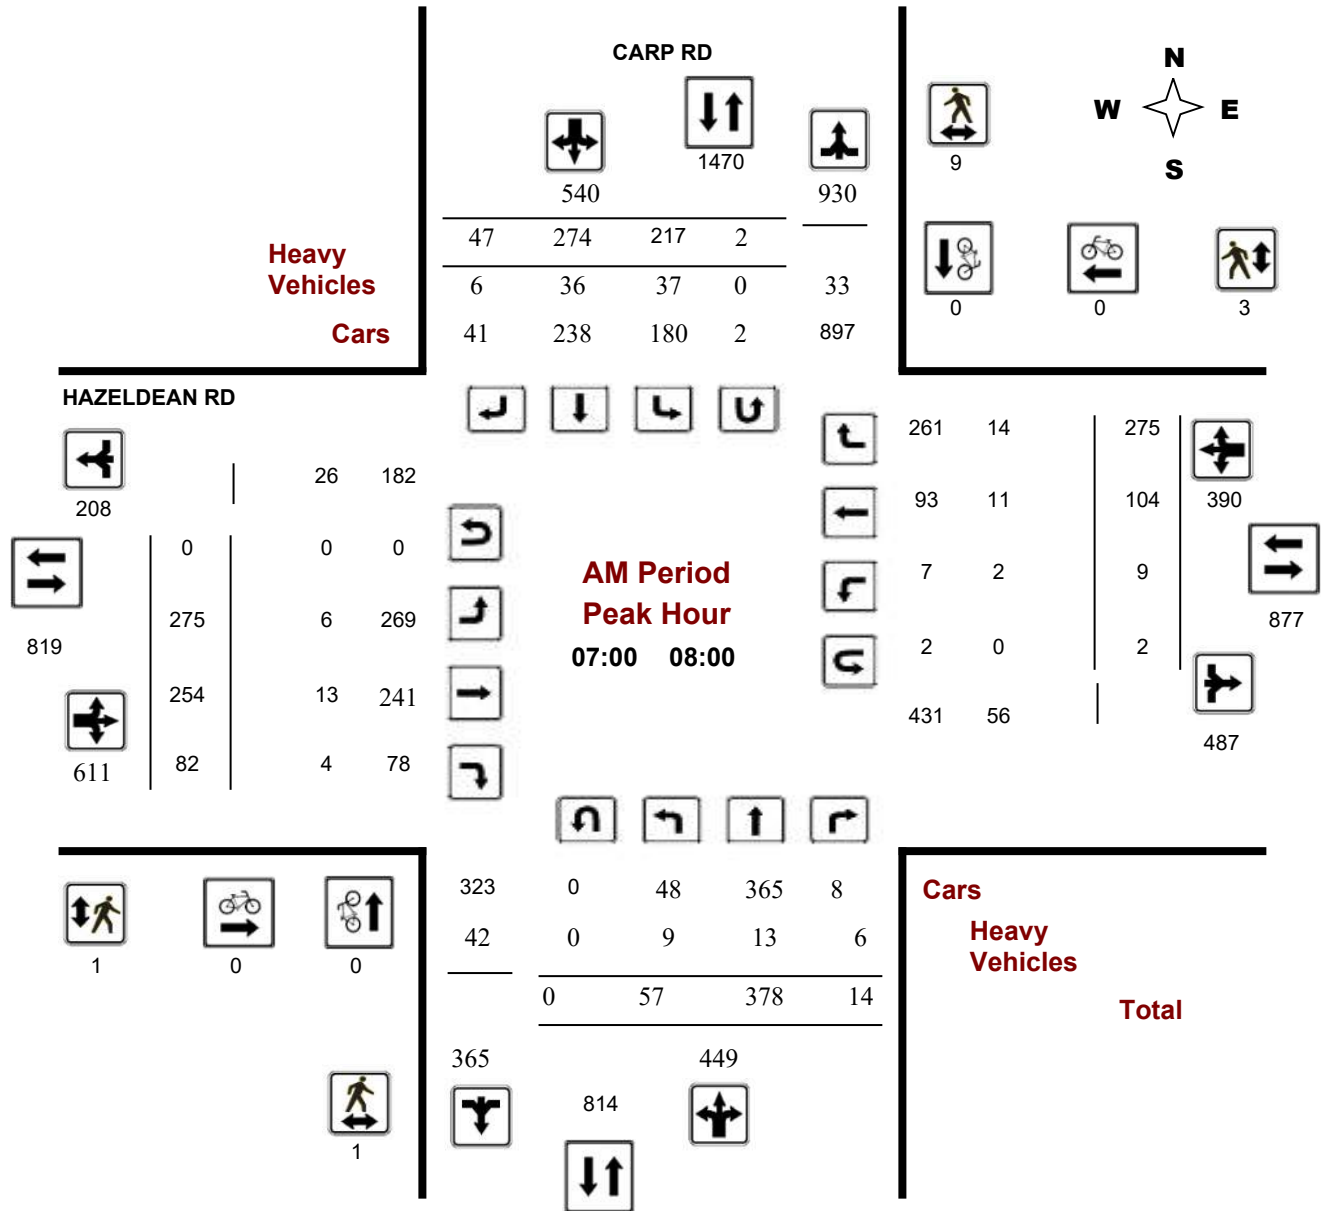 CARP RD
N
W E
S
1470
9
540
930
47 274 217 2
Heavy
Vehicles
6 36 37 0 33
0 0 3
Cars
41 238 180 2 897
HAZELDEAN RD
261 14 275
26 182
208
93 11 104 390
0 0 0
AM Period
7 2 9
Peak Hour
275 6 269
877
819
07:00 08:00
2 0 2
254 13 241
431 56
487
611 82 4 78
323 0 48 365 8
Cars
42 0 9 13 6
Heavy
Vehicles
1 0 0
0 57 378 14
Total
365 449
814
1